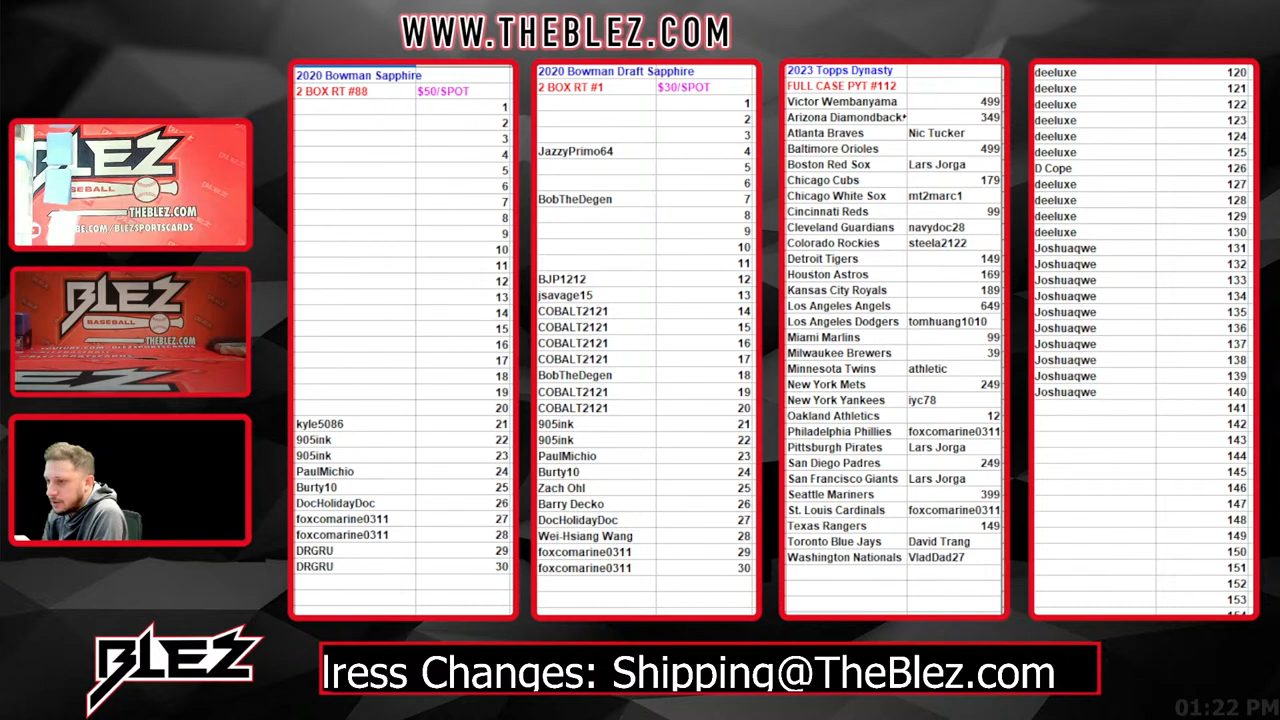 WWW.THEBLEZ.COM
BLEZ
BASEBALL
THEBLEZ.COM
BE.COM/BLEZSPORTSCARDS
BLEZ
BASEBALL
THEBLEZ.COM
2020 Bowman Sapphire
2 BOX RT #88 $50/SPOT
1
2
3
4
5
6
7
8
9
10
11
12
13
14
15
16
17
18
19
20
kyle5086 21
905ink 22
905ink 23
PaulMichio 24
Burty10 25
DocHolidayDoc 26
foxcomarine0311 27
foxcomarine0311 28
DRGRU 29
DRGRU 30
2020 Bowman Draft Sapphire
2 BOX RT #1 $30/SPOT
1
2
3
JazzyPrimo64 4
5
6
BobTheDegen 7
8
9
10
11
BJP1212 12
jsavage15 13
COBALT2121 14
COBALT2121 15
COBALT2121 16
COBALT2121 17
BobTheDegen 18
COBALT2121 19
COBALT2121 20
905ink 21
905ink 22
PaulMichio 23
Burty10 24
Zach Ohl 25
Barry Decko 26
DocHolidayDoc 27
Wei-Hsiang Wang 28
foxcomarine0311 29
foxcomarine0311 30
2023 Topps Dynasty
FULL CASE PYT #112
Victor Wembanyama 499
Arizona Diamondback 349
Atlanta Braves Nic Tucker
Baltimore Orioles 499
Boston Red Sox Lars Jorga
Chicago Cubs 179
Chicago White Sox mt2marc1
Cincinnati Reds 99
Cleveland Guardians navydoc28
Colorado Rockies steela2122
Detroit Tigers 149
Houston Astros 169
Kansas City Royals 189
Los Angeles Angels 649
Los Angeles Dodgers tomhuang1010
Miami Marlins 99
Milwaukee Brewers 39
Minnesota Twins athletic
New York Mets 249
New York Yankees iyc78
Oakland Athletics 12
Philadelphia Phillies foxcomarine0311
Pittsburgh Pirates Lars Jorga
San Diego Padres 249
San Francisco Giants Lars Jorga
Seattle Mariners 399
St. Louis Cardinals foxcomarine0311
Texas Rangers 149
Toronto Blue Jays David Trang
Washington Nationals VladDad27
deeluxe 120
deeluxe 121
deeluxe 122
deeluxe 123
deeluxe 124
deeluxe 125
D Cope 126
deeluxe 127
deeluxe 128
deeluxe 129
deeluxe 130
Joshuaqwe 131
Joshuaqwe 132
Joshuaqwe 133
Joshuaqwe 134
Joshuaqwe 135
Joshuaqwe 136
Joshuaqwe 137
Joshuaqwe 138
Joshuaqwe 139
Joshuaqwe 140
141
142
143
144
145
146
147
148
149
150
151
152
153
BLEZ
lress Changes: Shipping@TheBlez.com
01:22 PM